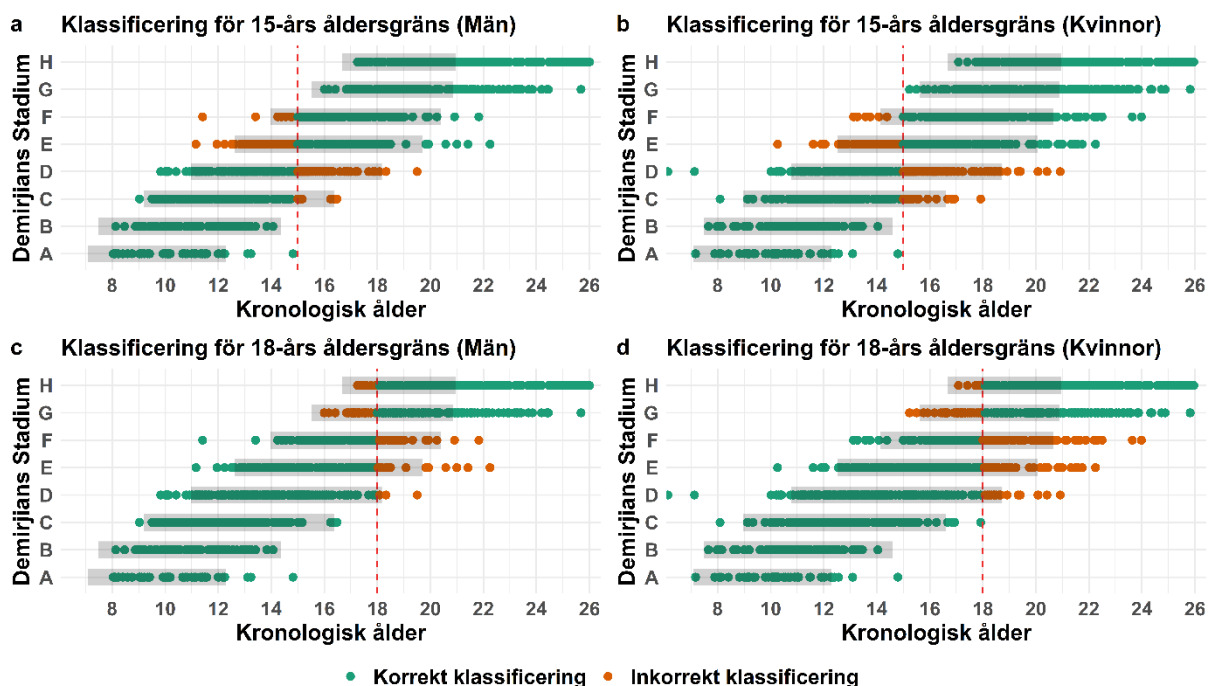 a Klassificering för 15-års åldersgräns (Män)
Demirjians Stadium
H
G
F
E
D
C
B
A
8 10 12 14 16 18 20 22 24 26
Kronologisk ålder
b Klassificering för 15-års åldersgräns (Kvinnor)
Demirjians Stadium
H
G
F
E
D
C
B
A
8 10 12 14 16 18 20 22 24 26
Kronologisk ålder
c Klassificering för 18-års åldersgräns (Män)
Demirjians Stadium
H
G
F
E
D
C
B
A
8 10 12 14 16 18 20 22 24 26
Kronologisk ålder
d Klassificering för 18-års åldersgräns (Kvinnor)
Demirjians Stadium
H
G
F
E
D
C
B
A
8 10 12 14 16 18 20 22 24 26
Kronologisk ålder
Korrekt klassificering Inkorrekt klassificering